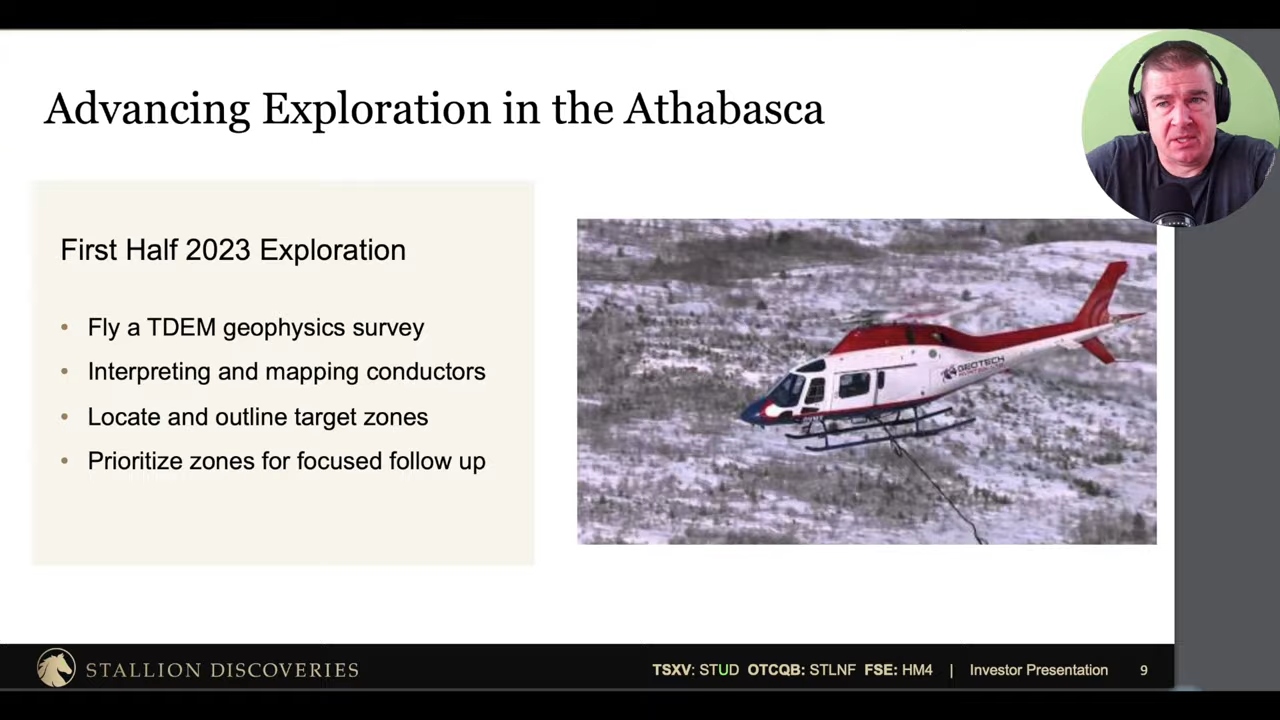 Advancing Exploration in the Athabasca
First Half 2023 Exploration
• Fly a TDEM geophysics survey
• Interpreting and mapping conductors
• Locate and outline target zones
• Prioritize zones for focused follow up
GEOTECH
STALLION DISCOVERIES
TSXV: STUD OTCQB: STLNF FSE: HM4 | Investor Presentation 9